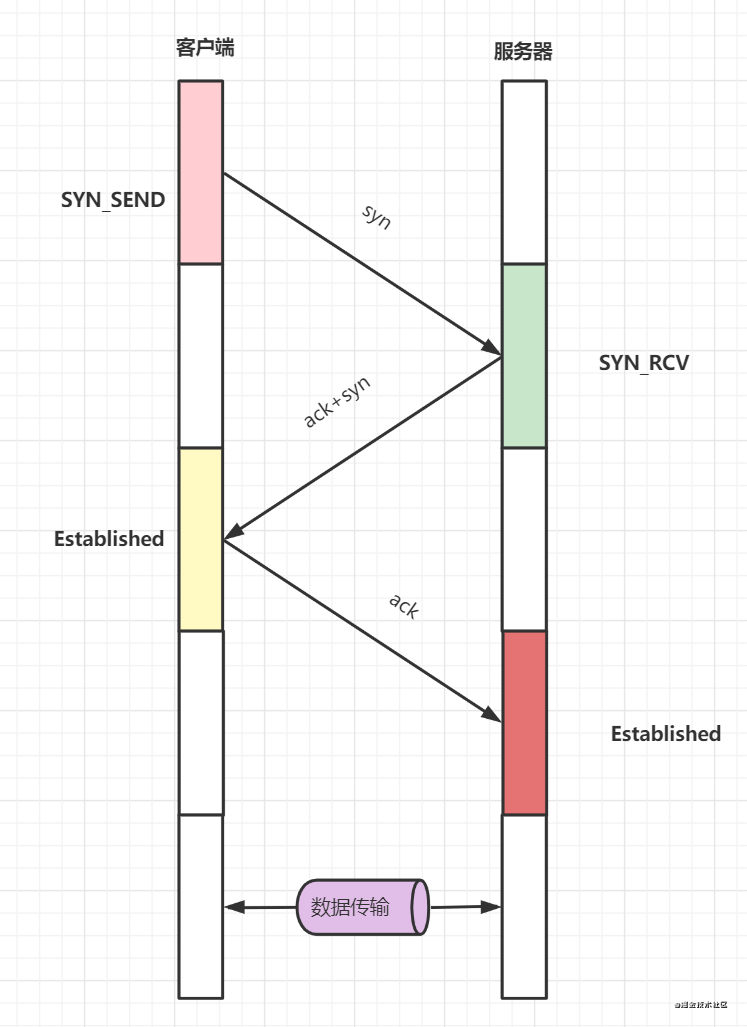 客户端
服务器
SYN_SEND
syn
SYN_RCV
ack+syn
Established
ack
Established
数据传输
@掘金技术社区